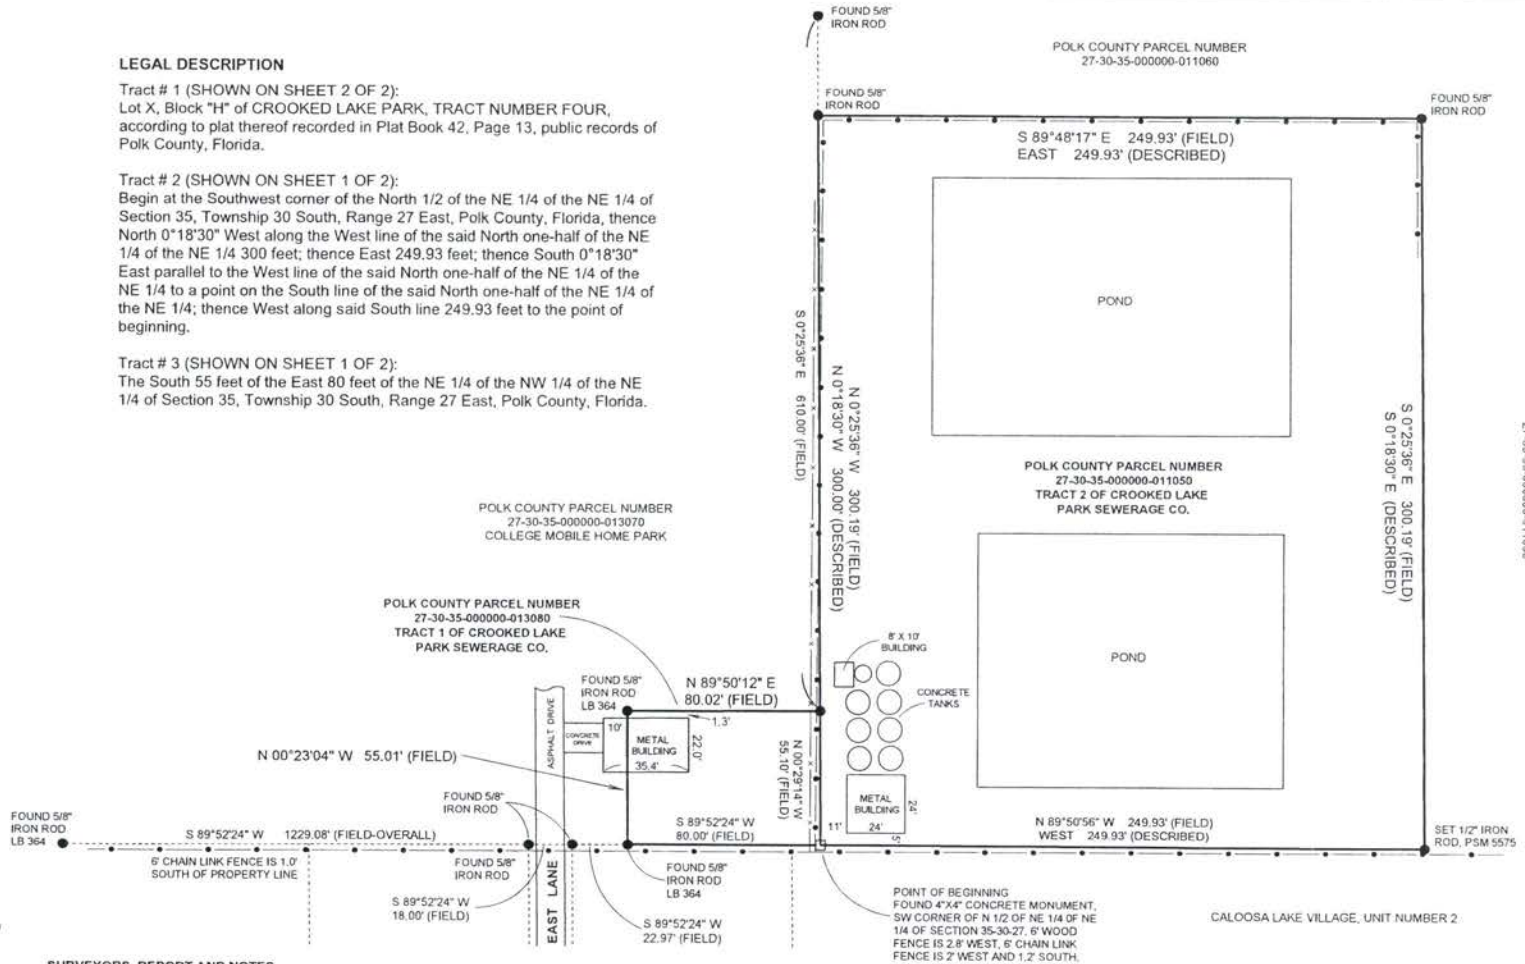 FOUND 5/8"
IRON ROD
POLK COUNTY PARCEL NUMBER
27-30-35-000000-011060
LEGAL DESCRIPTION
Tract # 1 (SHOWN ON SHEET 2 OF 2):
Lot X, Block "H" of CROOKED LAKE PARK, TRACT NUMBER FOUR,
according to plat thereof recorded in Plat Book 42, Page 13, public records of
Polk County, Florida.
Tract # 2 (SHOWN ON SHEET 1 OF 2):
Begin at the Southwest corner of the North 1/2 of the NE 1/4 of the NE 1/4 of
Section 35, Township 30 South, Range 27 East, Polk County, Florida, thence
North 0°18'30" West along the West line of the said North one-half of the NE
1/4 of the NE 1/4 300 feet; thence East 249.93 feet; thence South 0°18'30"
East parallel to the West line of the said North one-half of the NE 1/4 of the
NE 1/4 to a point on the South line of the said North one-half of the NE 1/4 of
the NE 1/4; thence West along said South line 249.93 feet to the point of
beginning.
Tract # 3 (SHOWN ON SHEET 1 OF 2):
The South 55 feet of the East 80 feet of the NE 1/4 of the NW 1/4 of the NE
1/4 of Section 35, Township 30 South, Range 27 East, Polk County, Florida.
FOUND 5/8"
IRON ROD
FOUND 5/8"
IRON ROD
S 89°48'17" E 249.93' (FIELD)
EAST 249.93' (DESCRIBED)
POND
S 0°25'36" E 610.00' (FIELD)
N 0°25'36" W 300.19' (FIELD)
N 0°18'30" W 300.00' (DESCRIBED)
S 0°25'36" E 300.19' (FIELD)
S 0°18'30" E (DESCRIBED)
POLK COUNTY PARCEL NUMBER
27-30-35-000000-011050
TRACT 2 OF CROOKED LAKE
PARK SEWERAGE CO.
POLK COUNTY PARCEL NUMBER
27-30-35-000000-013070
COLLEGE MOBILE HOME PARK
POLK COUNTY PARCEL NUMBER
27-30-35-000000-013080
TRACT 1 OF CROOKED LAKE
PARK SEWERAGE CO.
8' X 10'
BUILDING
POND
CONCRETE
TANKS
FOUND 5/8"
IRON ROD
LB 364
N 89°50'12" E
80.02' (FIELD)
1.3'
10'
METAL
BUILDING
35.4'
22.0'
CONCRETE
DRIVE
ASPHALT DRIVE
N 00°23'04" W 55.01' (FIELD)
N 00°29'14" W
55.10' (FIELD)
METAL
BUILDING
24'
24'
11'
5'
FOUND 5/8"
IRON ROD
FOUND 5/8"
IRON ROD
LB 364
S 89°52'24" W 1229.08' (FIELD-OVERALL)
S 89°52'24" W
80.00' (FIELD)
N 89°50'56" W 249.93' (FIELD)
WEST 249.93' (DESCRIBED)
SET 1/2" IRON
ROD, PSM 5575
6' CHAIN LINK FENCE IS 1.0'
SOUTH OF PROPERTY LINE
FOUND 5/8"
IRON ROD
EAST LANE
FOUND 5/8"
IRON ROD
LB 364
S 89°52'24" W
18.00' (FIELD)
S 89°52'24" W
22.97' (FIELD)
POINT OF BEGINNING
FOUND 4"X4" CONCRETE MONUMENT,
SW CORNER OF N 1/2 OF NE 1/4 OF NE
1/4 OF SECTION 35-30-27, 6' WOOD
FENCE IS 2.8' WEST, 6' CHAIN LINK
FENCE IS 2' WEST AND 1.2' SOUTH.
CALOOSA LAKE VILLAGE, UNIT NUMBER 2
SURVEYORS REPORT AND NOTES